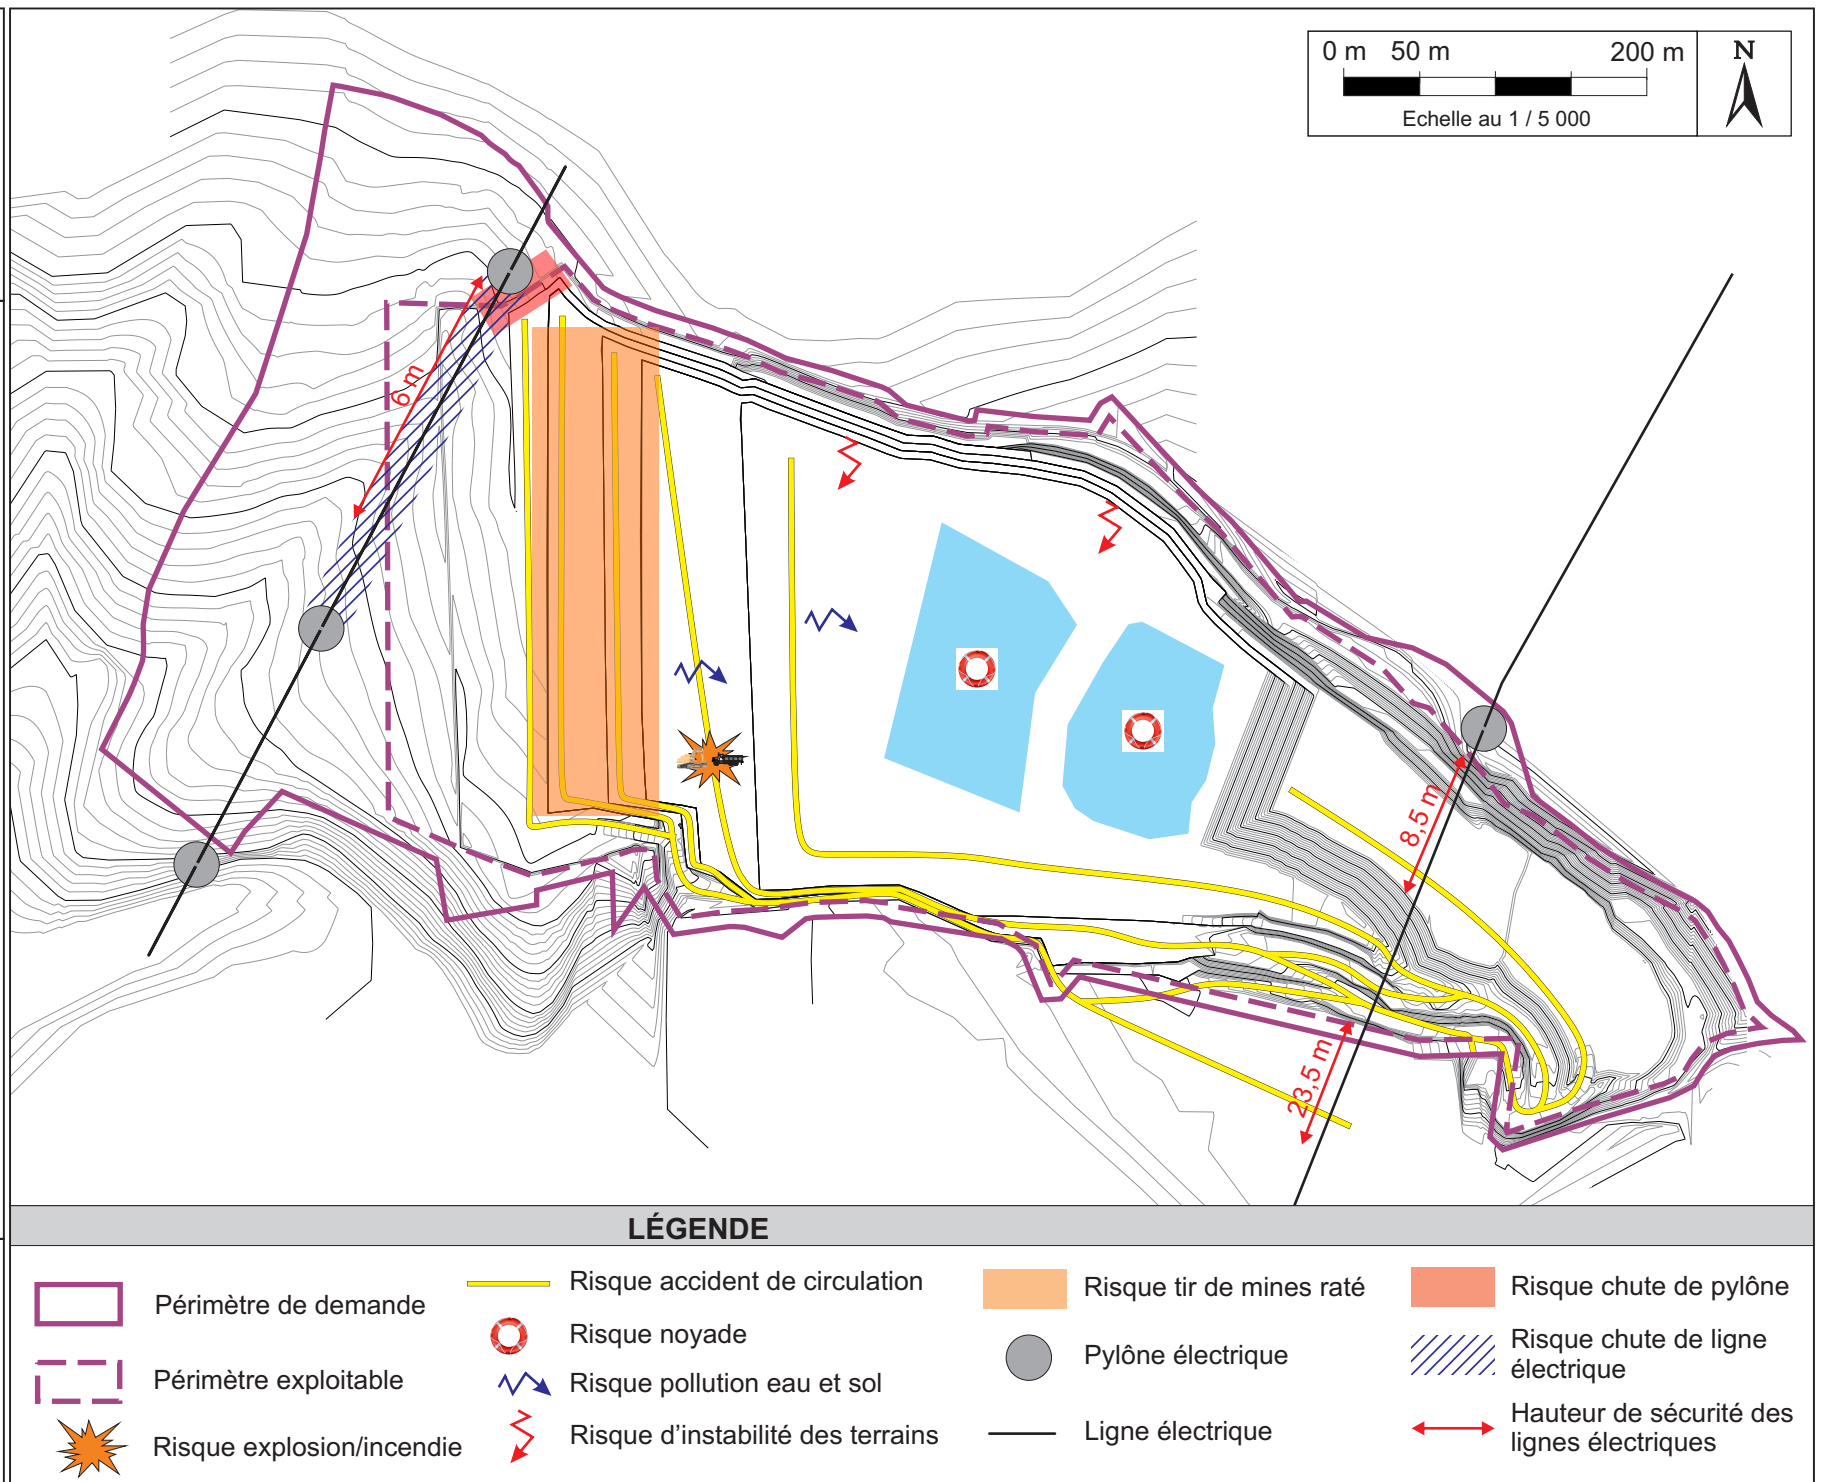 0 m 50 m 200 m
Echelle au 1 / 5 000
N
6 m
8,5 m
23,5 m
LÉGENDE
Périmètre de demande
Périmètre exploitable
Risque explosion/incendie
Risque accident de circulation
Risque noyade
Risque pollution eau et sol
Risque d'instabilité des terrains
Risque tir de mines raté
Pylône électrique
Ligne électrique
Risque chute de pylône
Risque chute de ligne
électrique
Hauteur de sécurité des
lignes électriques